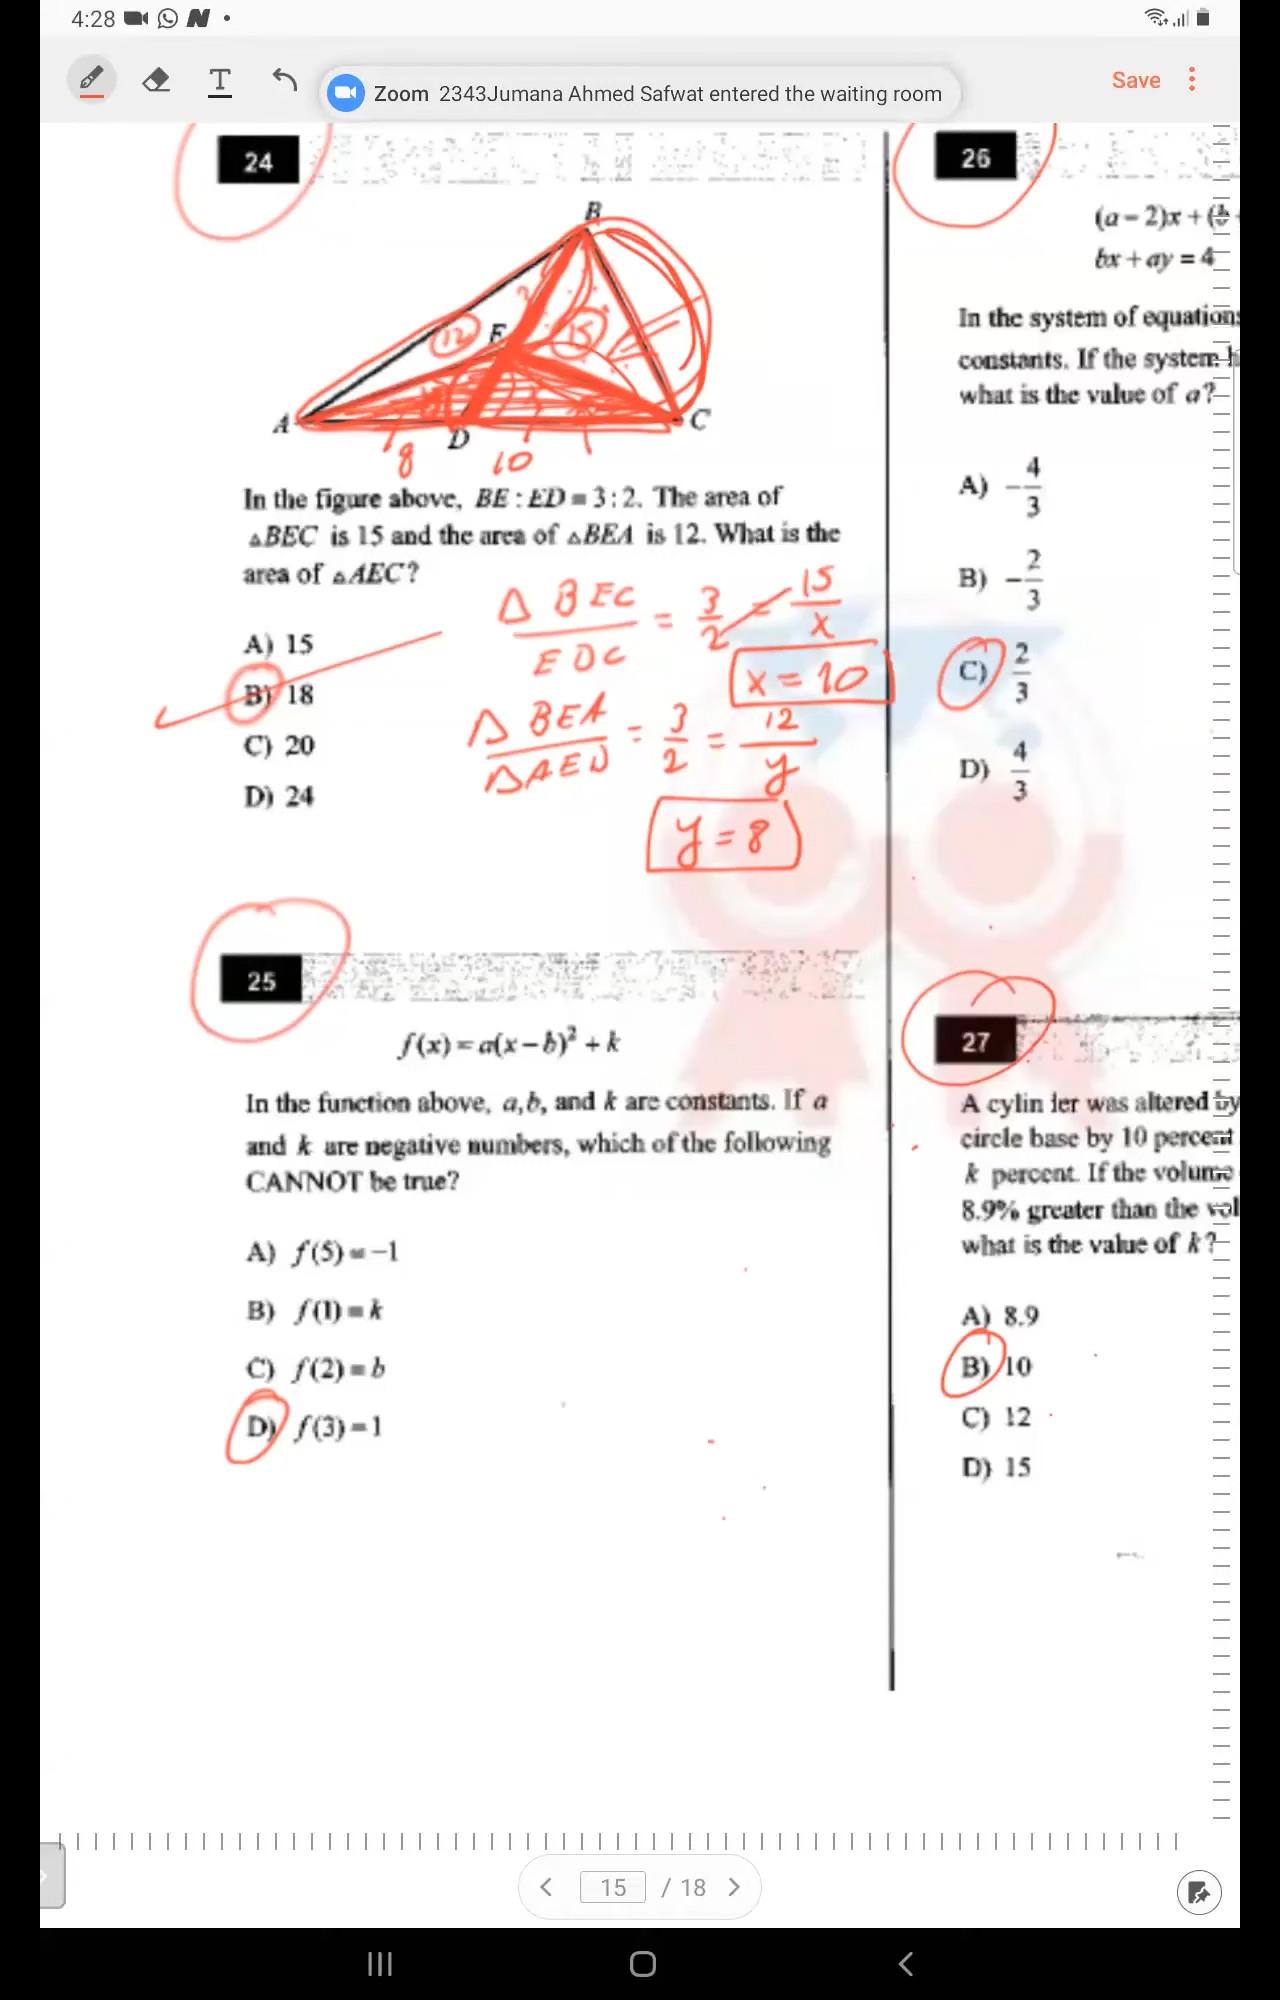 4:28
Zoom 2343Jumana Ahmed Safwat entered the waiting room
Save
24
B
12
15
E
A
D
C
8
10
In the figure above, BE : ED = 3 : 2. The area of
△BEC is 15 and the area of △BEA is 12. What is the
area of △AEC?
A) 15
B) 18
C) 20
D) 24
△ BEC / EDC = 3/2 = 15/x
x = 10
△ BEA / △AED = 3/2 = 12/y
y = 8
25
f(x) = a(x − b)² + k
In the function above, a, b, and k are constants. If a
and k are negative numbers, which of the following
CANNOT be true?
A) f(5) = −1
B) f(1) = k
C) f(2) = b
D) f(3) = 1
26
(a − 2)x + (b
bx + ay = 4
In the system of equations
constants. If the system h
what is the value of a?
A) −4/3
B) −2/3
C) 2/3
D) 4/3
27
A cylinder was altered by
circle base by 10 percent
k percent. If the volume
8.9% greater than the vol
what is the value of k?
A) 8.9
B) 10
C) 12
D) 15
15 / 18